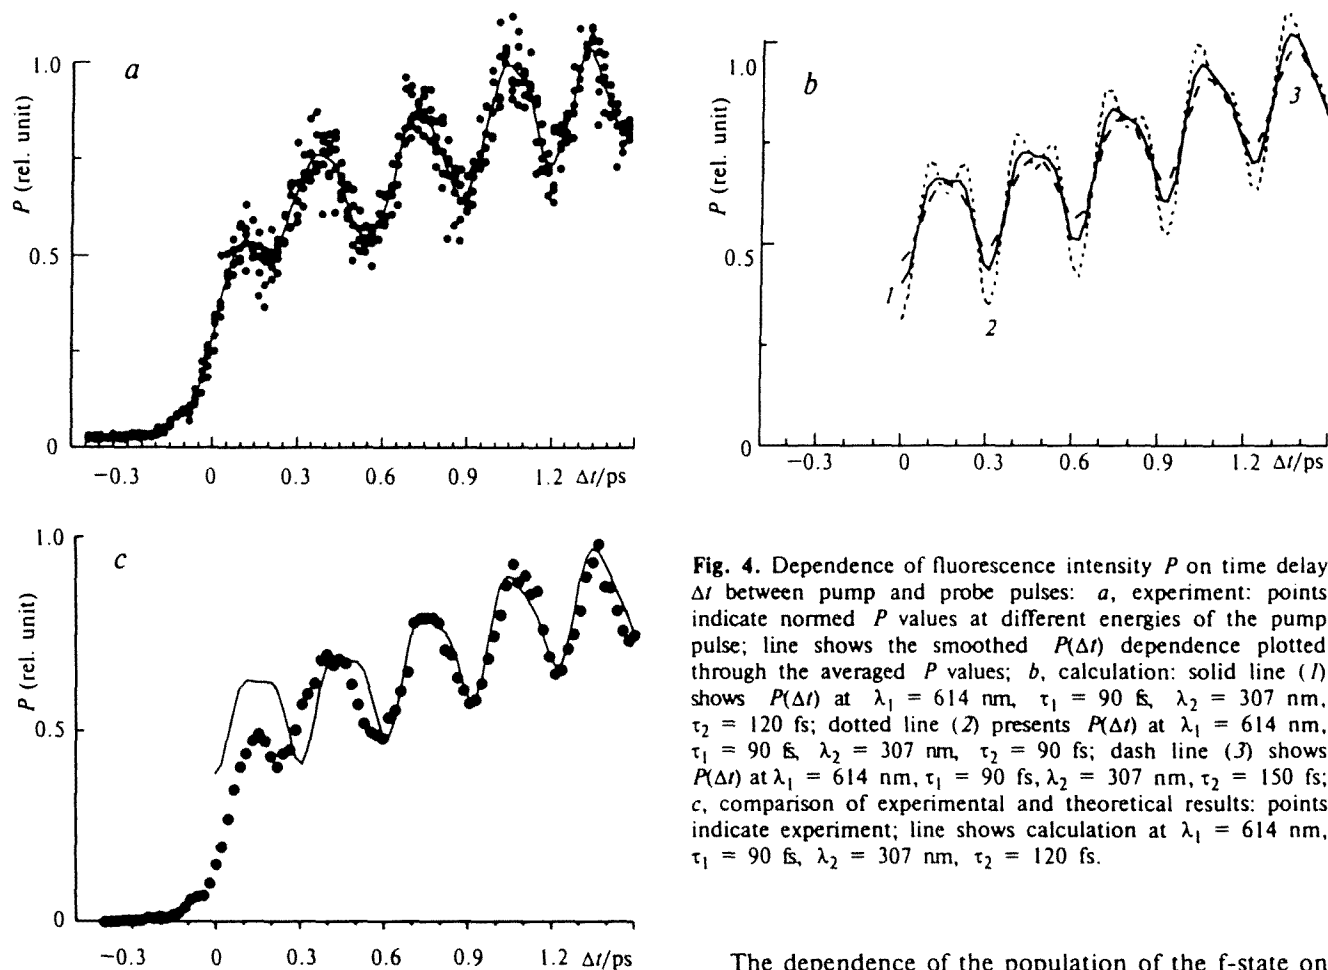 a
1.0
P (rel. unit)
0.5
0
−0.3 0 0.3 0.6 0.9 1.2 Δt/ps
b
1.0
P (rel. unit)
0.5
0
1
2
3
−0.3 0 0.3 0.6 0.9 1.2 Δt/ps
c
1.0
P (rel. unit)
0.5
0
−0.3 0 0.3 0.6 0.9 1.2 Δt/ps
Fig. 4. Dependence of fluorescence intensity P on time delay
Δt between pump and probe pulses: a, experiment: points
indicate normed P values at different energies of the pump
pulse; line shows the smoothed P(Δt) dependence plotted
through the averaged P values; b, calculation: solid line (1)
shows P(Δt) at λ₁ = 614 nm, τ₁ = 90 fs, λ₂ = 307 nm,
τ₂ = 120 fs; dotted line (2) presents P(Δt) at λ₁ = 614 nm,
τ₁ = 90 fs, λ₂ = 307 nm, τ₂ = 90 fs; dash line (3) shows
P(Δt) at λ₁ = 614 nm, τ₁ = 90 fs, λ₂ = 307 nm, τ₂ = 150 fs;
c, comparison of experimental and theoretical results: points
indicate experiment; line shows calculation at λ₁ = 614 nm,
τ₁ = 90 fs, λ₂ = 307 nm, τ₂ = 120 fs.
The dependence of the population of the f-state on